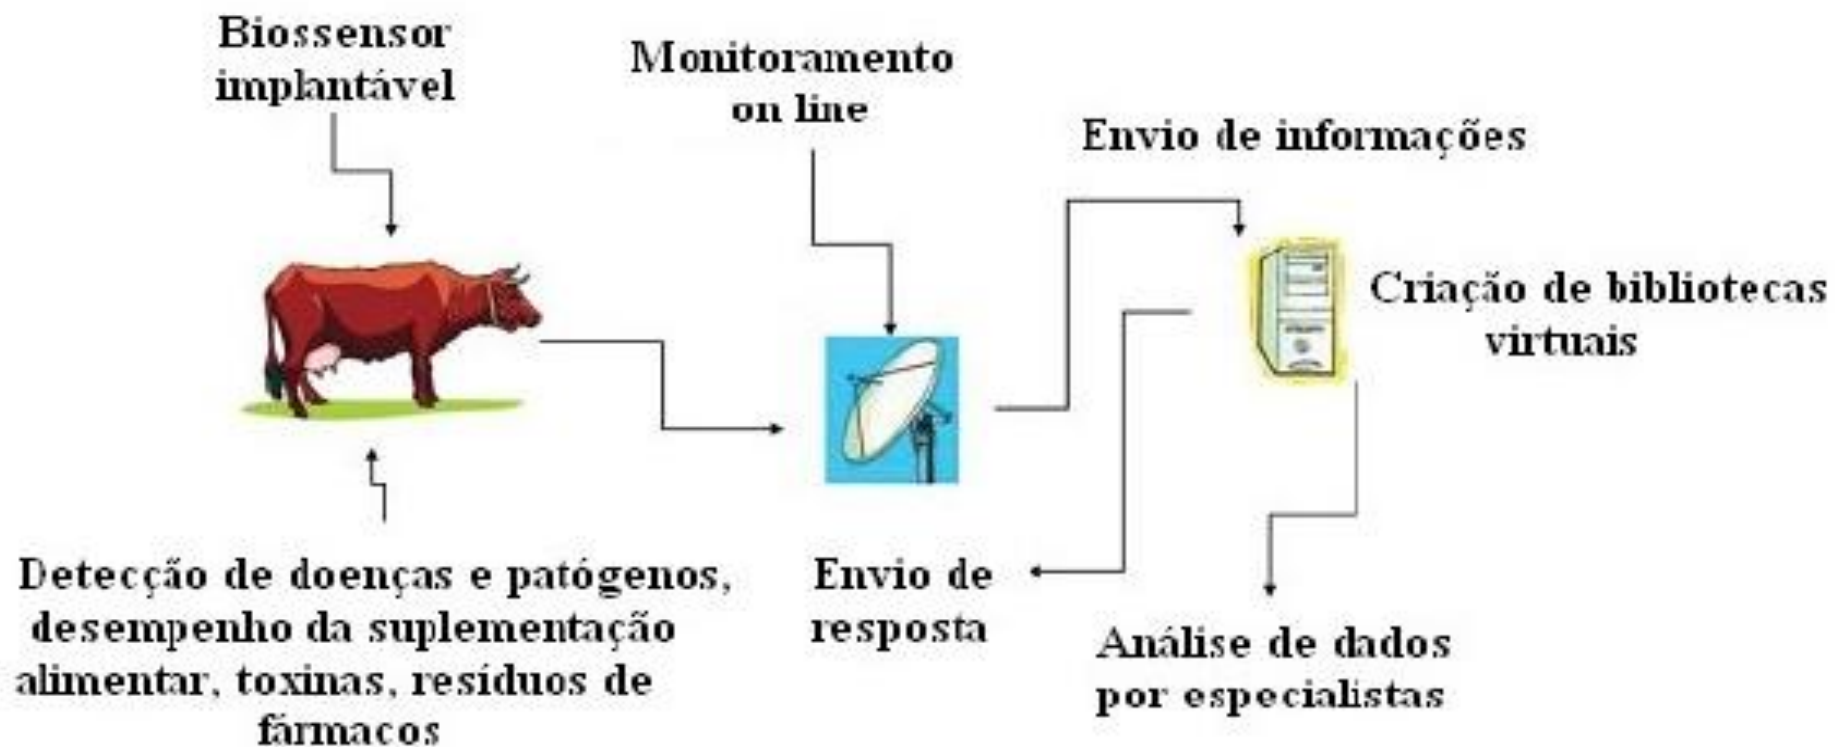 Biossensor
implantável
Monitoramento
on line
Envio de informações
Criação de bibliotecas
virtuais
Detecção de doenças e patógenos,
desempenho da suplementação
alimentar, toxinas, resíduos de
fármacos
Envio de
resposta
Análise de dados
por especialistas